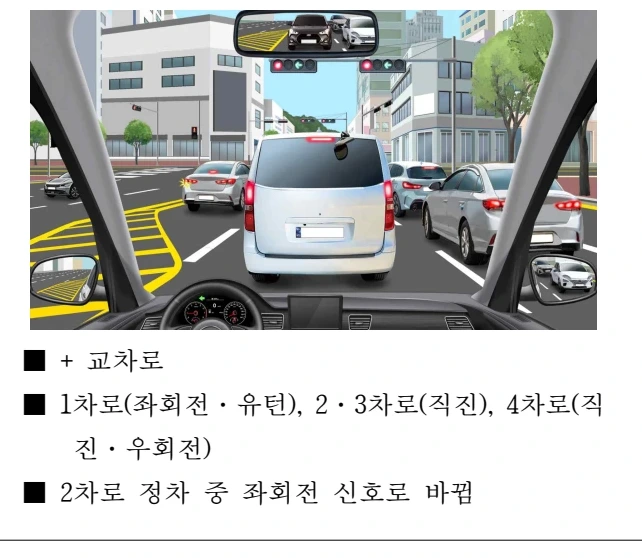 ■ + 교차로
■ 1차로(좌회전・유턴), 2・3차로(직진), 4차로(직
진・우회전)
■ 2차로 정차 중 좌회전 신호로 바뀜